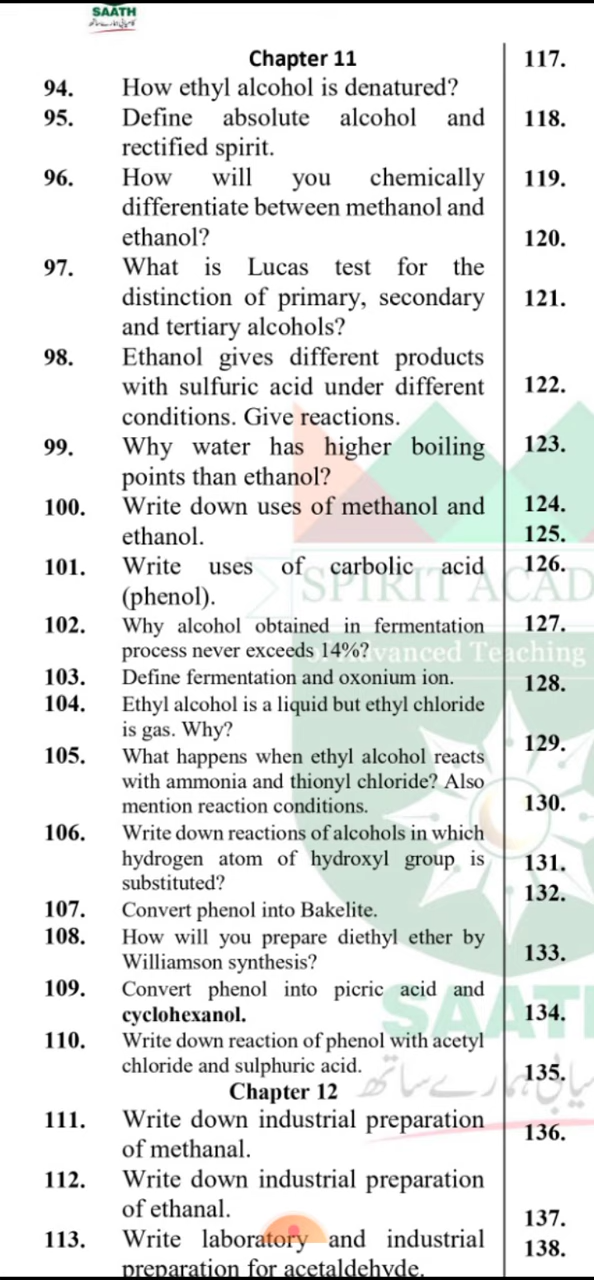 SAATH
Chapter 11
94. How ethyl alcohol is denatured?
95. Define absolute alcohol and
rectified spirit.
96. How will you chemically
differentiate between methanol and
ethanol?
97. What is Lucas test for the
distinction of primary, secondary
and tertiary alcohols?
98. Ethanol gives different products
with sulfuric acid under different
conditions. Give reactions.
99. Why water has higher boiling
points than ethanol?
100. Write down uses of methanol and
ethanol.
101. Write uses of carbolic acid
(phenol).
102. Why alcohol obtained in fermentation
process never exceeds 14%?
103. Define fermentation and oxonium ion.
104. Ethyl alcohol is a liquid but ethyl chloride
is gas. Why?
105. What happens when ethyl alcohol reacts
with ammonia and thionyl chloride? Also
mention reaction conditions.
106. Write down reactions of alcohols in which
hydrogen atom of hydroxyl group is
substituted?
107. Convert phenol into Bakelite.
108. How will you prepare diethyl ether by
Williamson synthesis?
109. Convert phenol into picric acid and
cyclohexanol.
110. Write down reaction of phenol with acetyl
chloride and sulphuric acid.
Chapter 12
111. Write down industrial preparation
of methanal.
112. Write down industrial preparation
of ethanal.
113. Write laboratory and industrial
preparation for acetaldehyde.
117.
118.
119.
120.
121.
122.
123.
124.
125.
126.
127.
128.
129.
130.
131.
132.
133.
134.
135.
136.
137.
138.
SPIRIT ACAD
of Advanced Teaching
SAATH